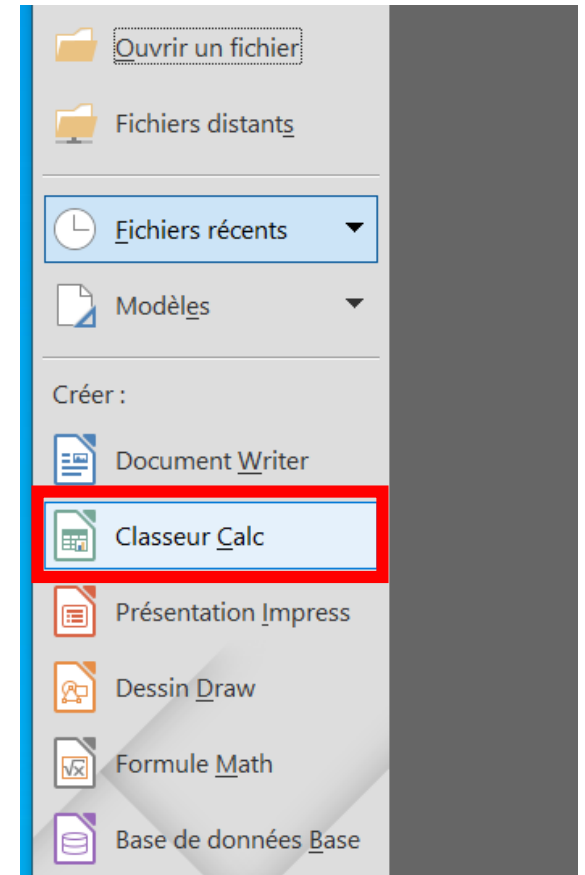 Ouvrir un fichier
Fichiers distants
Fichiers récents
Modèles
Créer :
Document Writer
Classeur Calc
Présentation Impress
Dessin Draw
Formule Math
Base de données Base